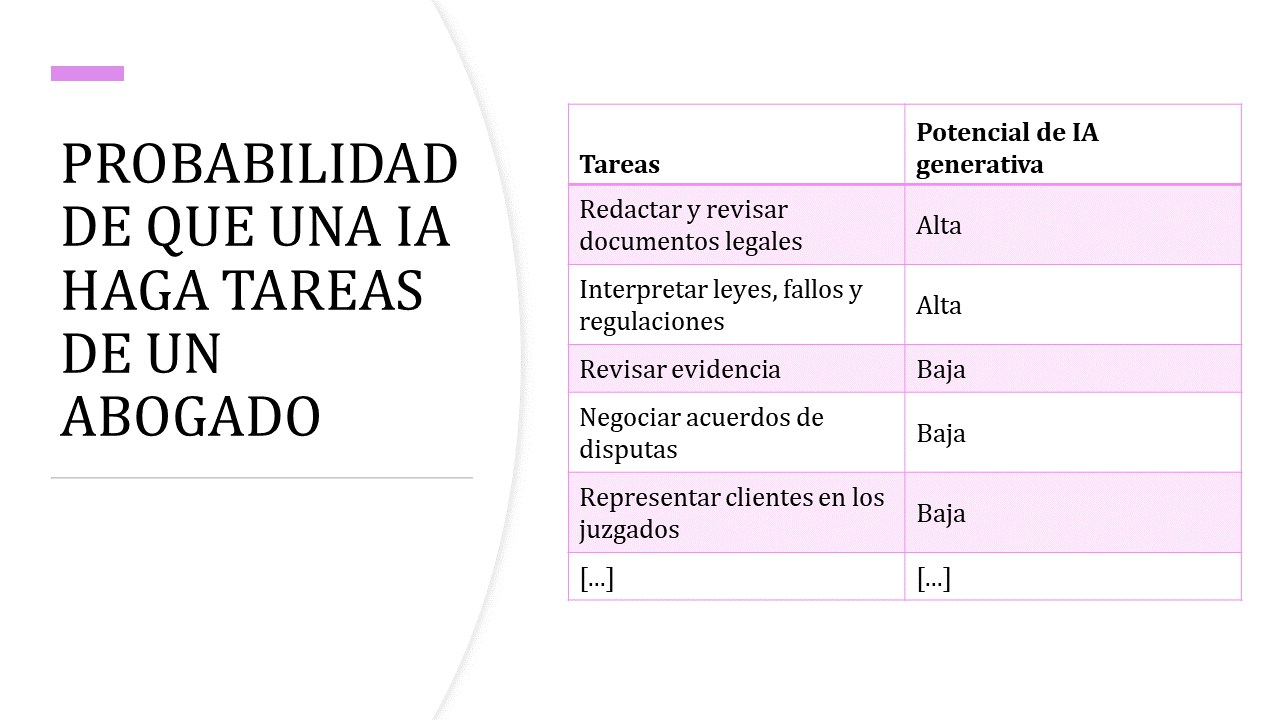 PROBABILIDAD
DE QUE UNA IA
HAGA TAREAS
DE UN
ABOGADO
Tareas
Potencial de IA
generativa
Redactar y revisar
documentos legales
Alta
Interpretar leyes, fallos y
regulaciones
Alta
Revisar evidencia
Baja
Negociar acuerdos de
disputas
Baja
Representar clientes en los
juzgados
Baja
[...]
[...]